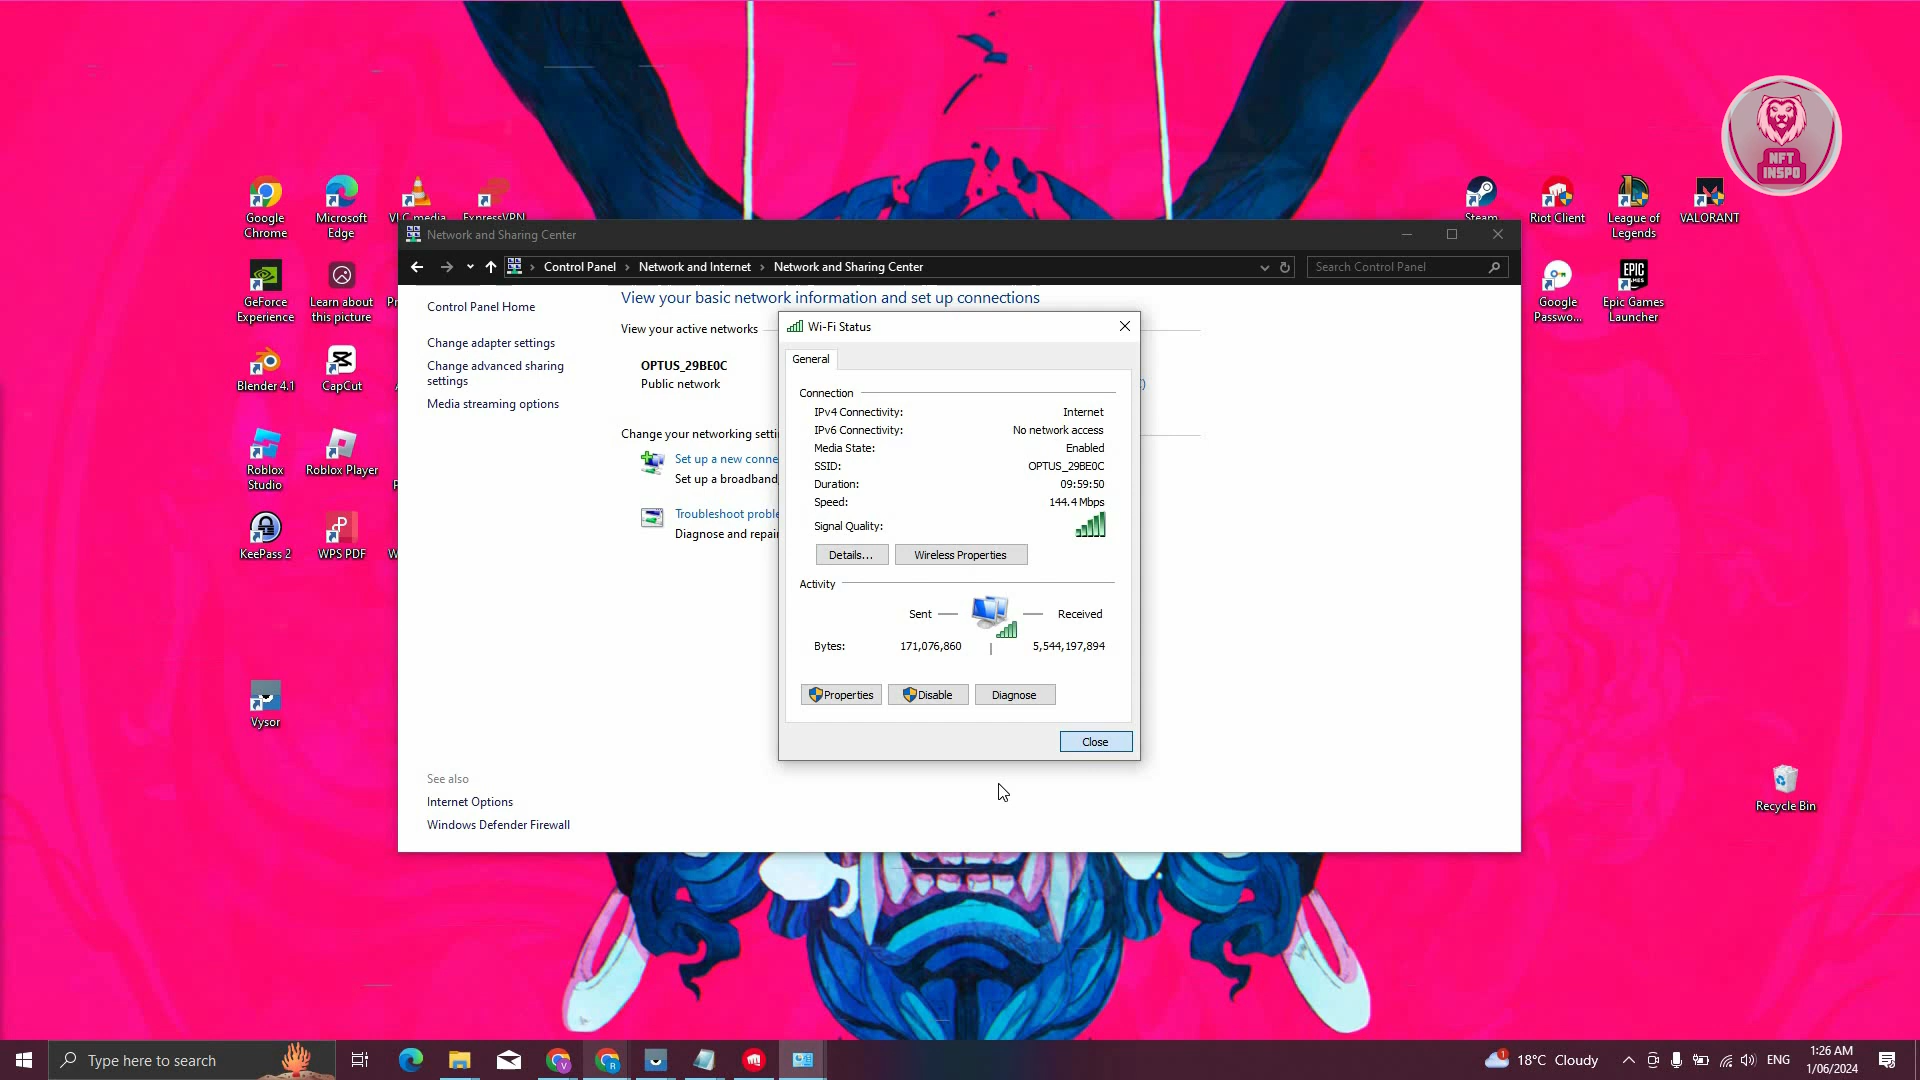 NFT
INSPO
Google
Chrome
Microsoft
Edge
VLC media
ExpressVPN
Steam
Riot Client
League of
Legends
VALORANT
GeForce
Experience
Learn about
this picture
Google
Passwo...
Epic Games
Launcher
EPIC
GAMES
Blender 4.1
CapCut
Roblox
Studio
Roblox Player
KeePass 2
WPS PDF
Vysor
Recycle Bin
Network and Sharing Center
Control Panel
Network and Internet
Network and Sharing Center
Search Control Panel
Control Panel Home
Change adapter settings
Change advanced sharing
settings
Media streaming options
See also
Internet Options
Windows Defender Firewall
View your basic network information and set up connections
View your active networks
OPTUS_29BE0C
Public network
Change your networking setti
Set up a new conne
Set up a broadband,
Troubleshoot proble
Diagnose and repai
Wi-Fi Status
General
Connection
IPv4 Connectivity: Internet
IPv6 Connectivity: No network access
Media State: Enabled
SSID: OPTUS_29BE0C
Duration: 09:59:50
Speed: 144.4 Mbps
Signal Quality:
Details...
Wireless Properties
Activity
Sent
Received
Bytes: 171,076,860 5,544,197,894
Properties
Disable
Diagnose
Close
Type here to search
18°C Cloudy
ENG
1:26 AM
1/06/2024